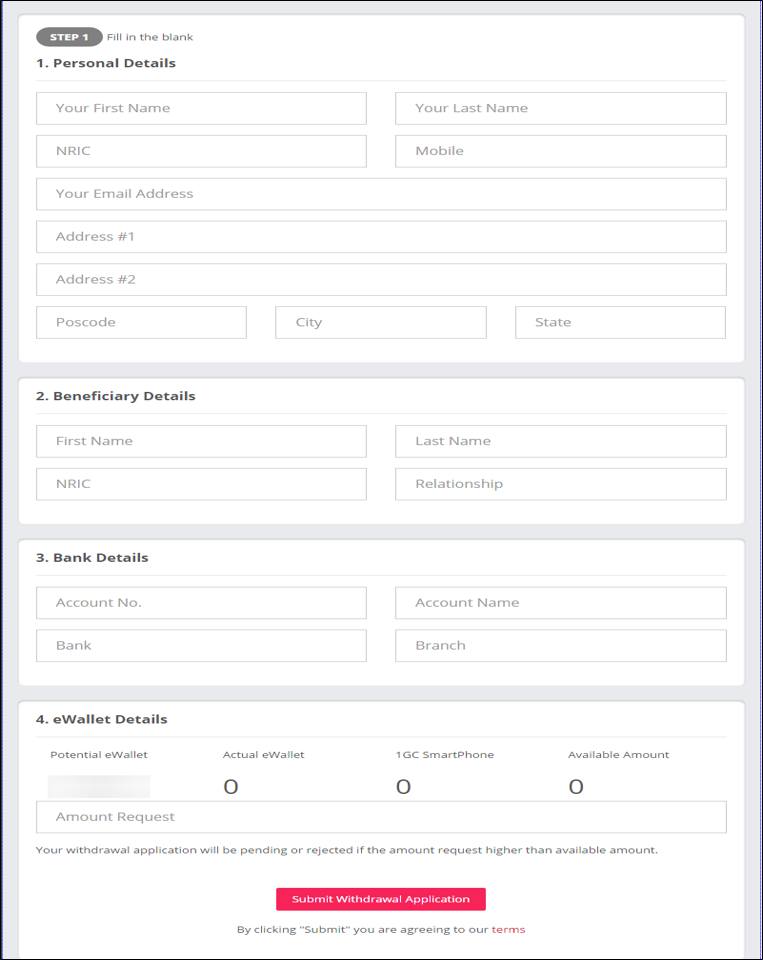 STEP 1 Fill in the blank
1. Personal Details
Your First Name Your Last Name
NRIC Mobile
Your Email Address
Address #1
Address #2
Poscode City State
2. Beneficiary Details
First Name Last Name
NRIC Relationship
3. Bank Details
Account No. Account Name
Bank Branch
4. eWallet Details
Potential eWallet Actual eWallet 1GC SmartPhone Available Amount
0 0 0
Amount Request
Your withdrawal application will be pending or rejected if the amount request higher than available amount.
Submit Withdrawal Application
By clicking "Submit" you are agreeing to our terms